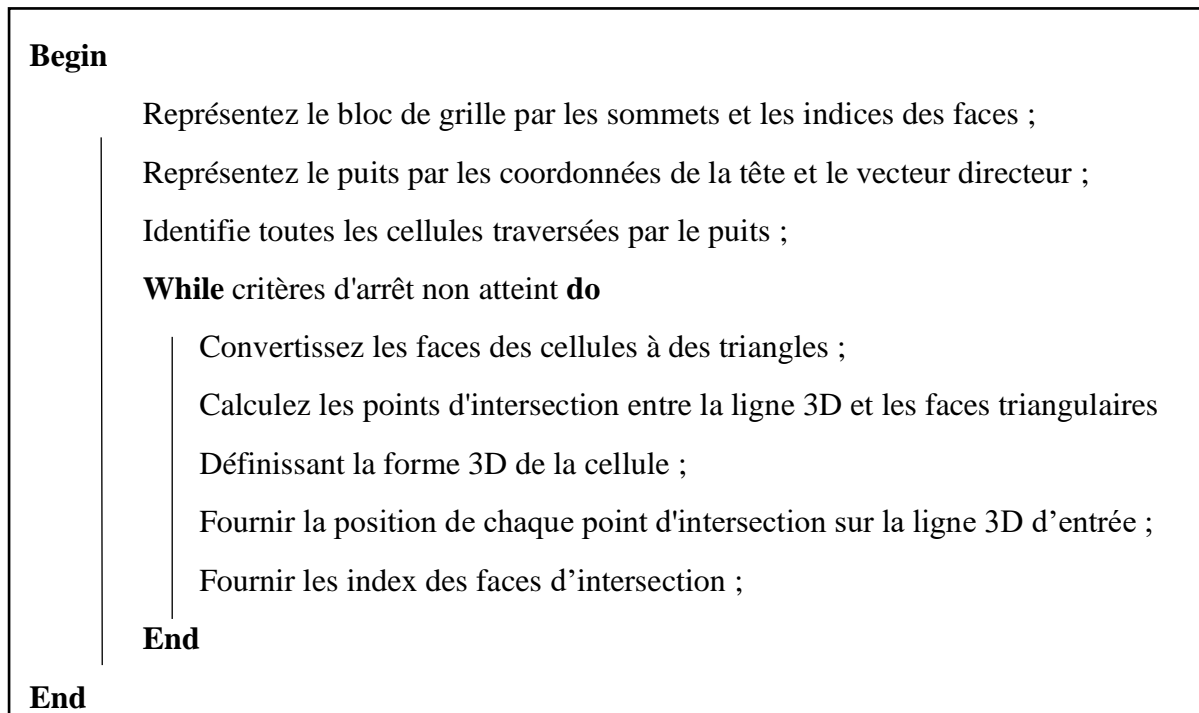 Begin
Représentez le bloc de grille par les sommets et les indices des faces ;
Représentez le puits par les coordonnées de la tête et le vecteur directeur ;
Identifie toutes les cellules traversées par le puits ;
While critères d'arrêt non atteint do
Convertissez les faces des cellules à des triangles ;
Calculez les points d'intersection entre la ligne 3D et les faces triangulaires
Définissant la forme 3D de la cellule ;
Fournir la position de chaque point d'intersection sur la ligne 3D d’entrée ;
Fournir les index des faces d’intersection ;
End
End